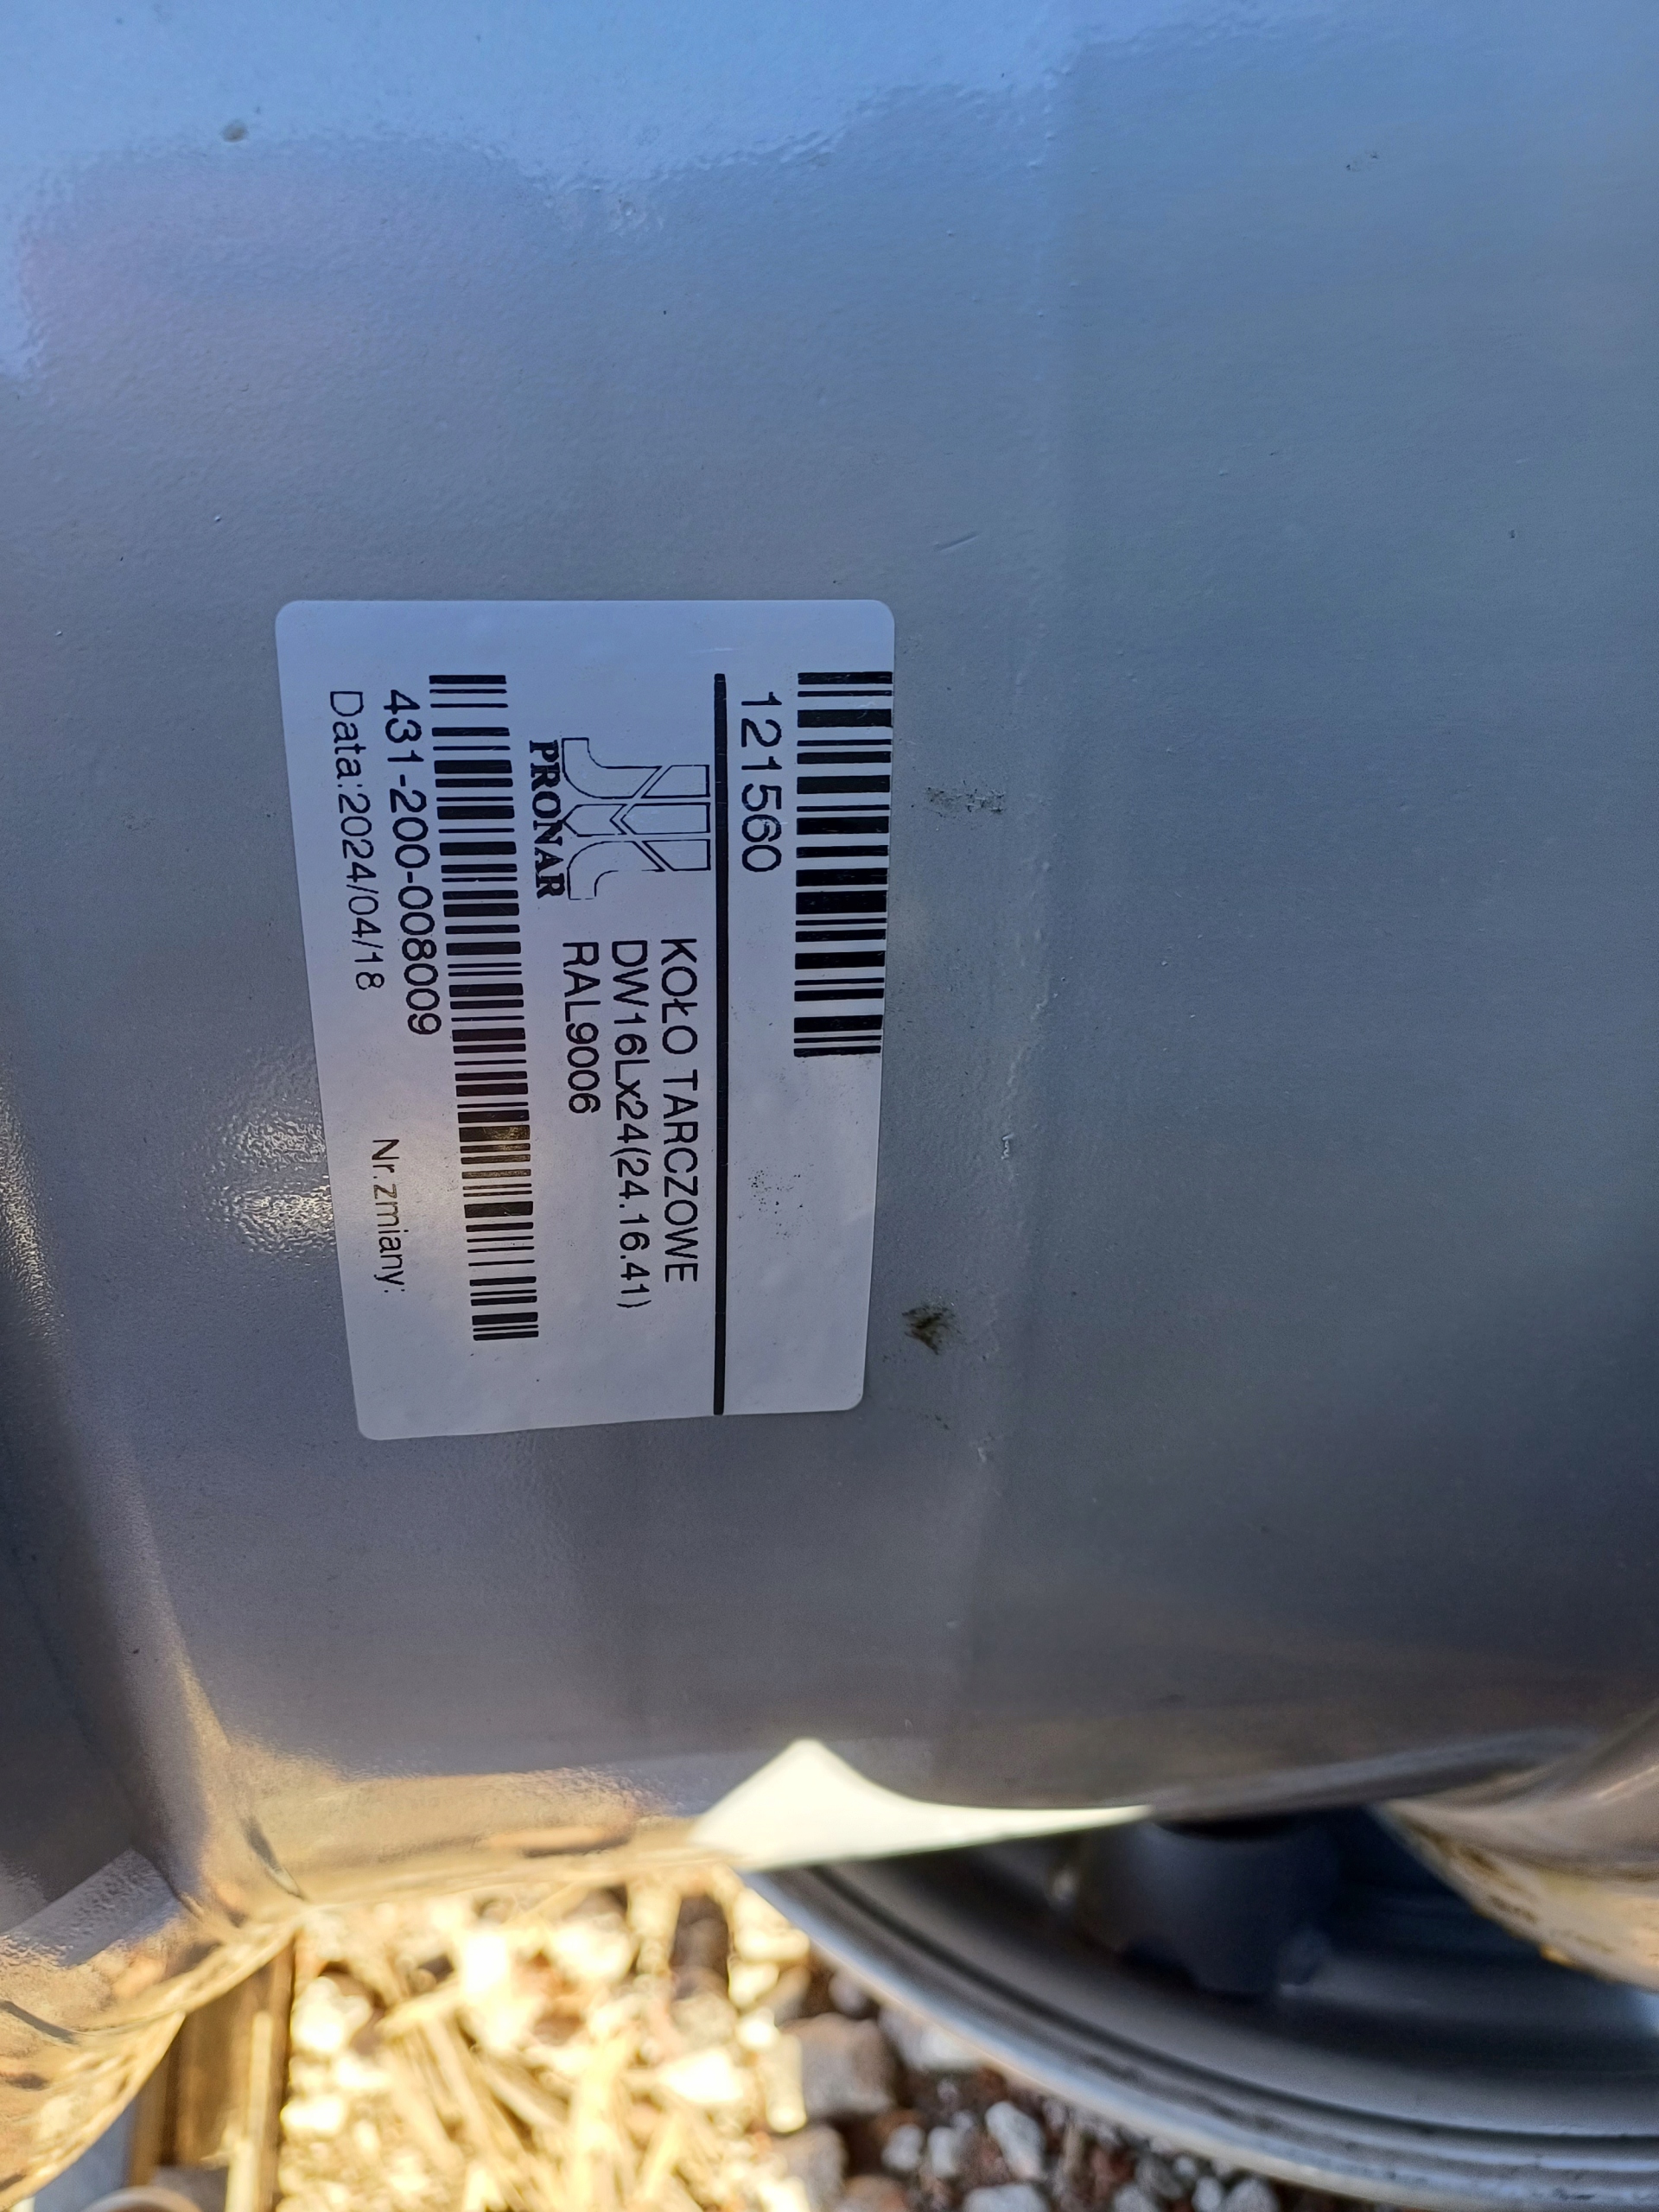 121560
PRONAR
KOŁO TARCZOWE
DW16Lx24(24.16.41)
RAL9006
431-200-008009
Data:2024/04/18 Nr.zmiany: